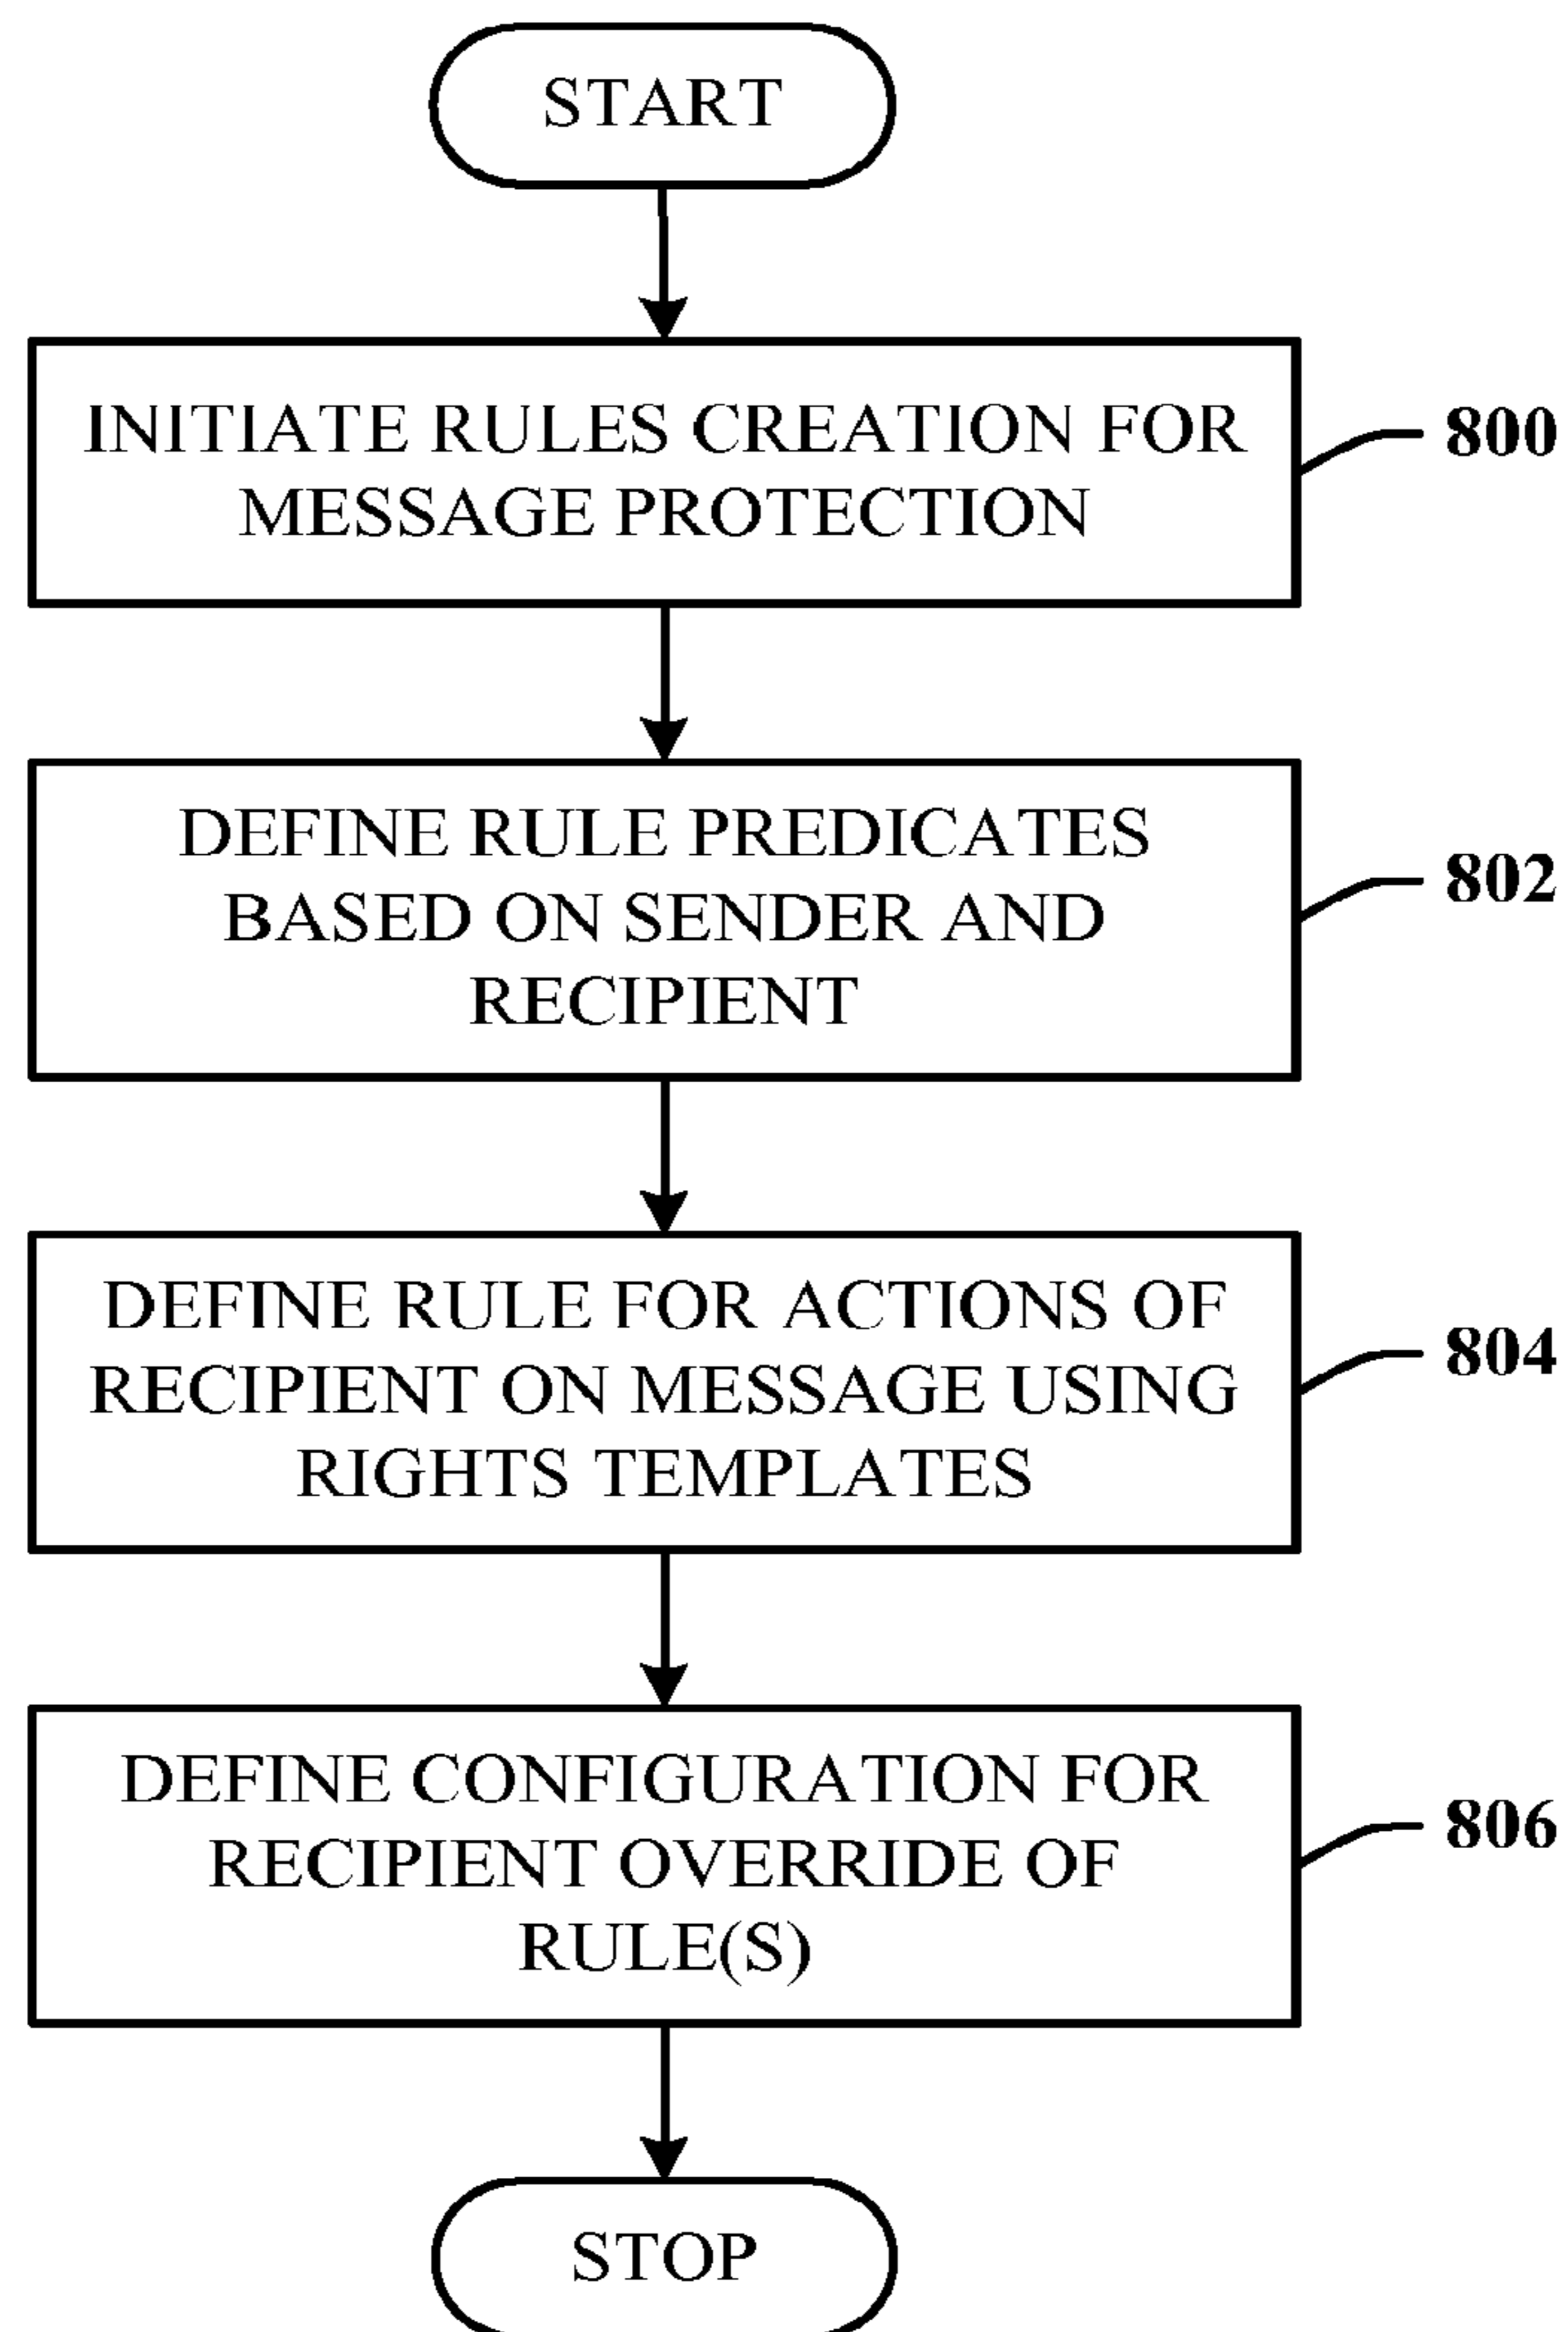 START
INITIATE RULES CREATION FOR
MESSAGE PROTECTION
800
DEFINE RULE PREDICATES
BASED ON SENDER AND
RECIPIENT
802
DEFINE RULE FOR ACTIONS OF
RECIPIENT ON MESSAGE USING
RIGHTS TEMPLATES
804
DEFINE CONFIGURATION FOR
RECIPIENT OVERRIDE OF
RULE(S)
806
STOP